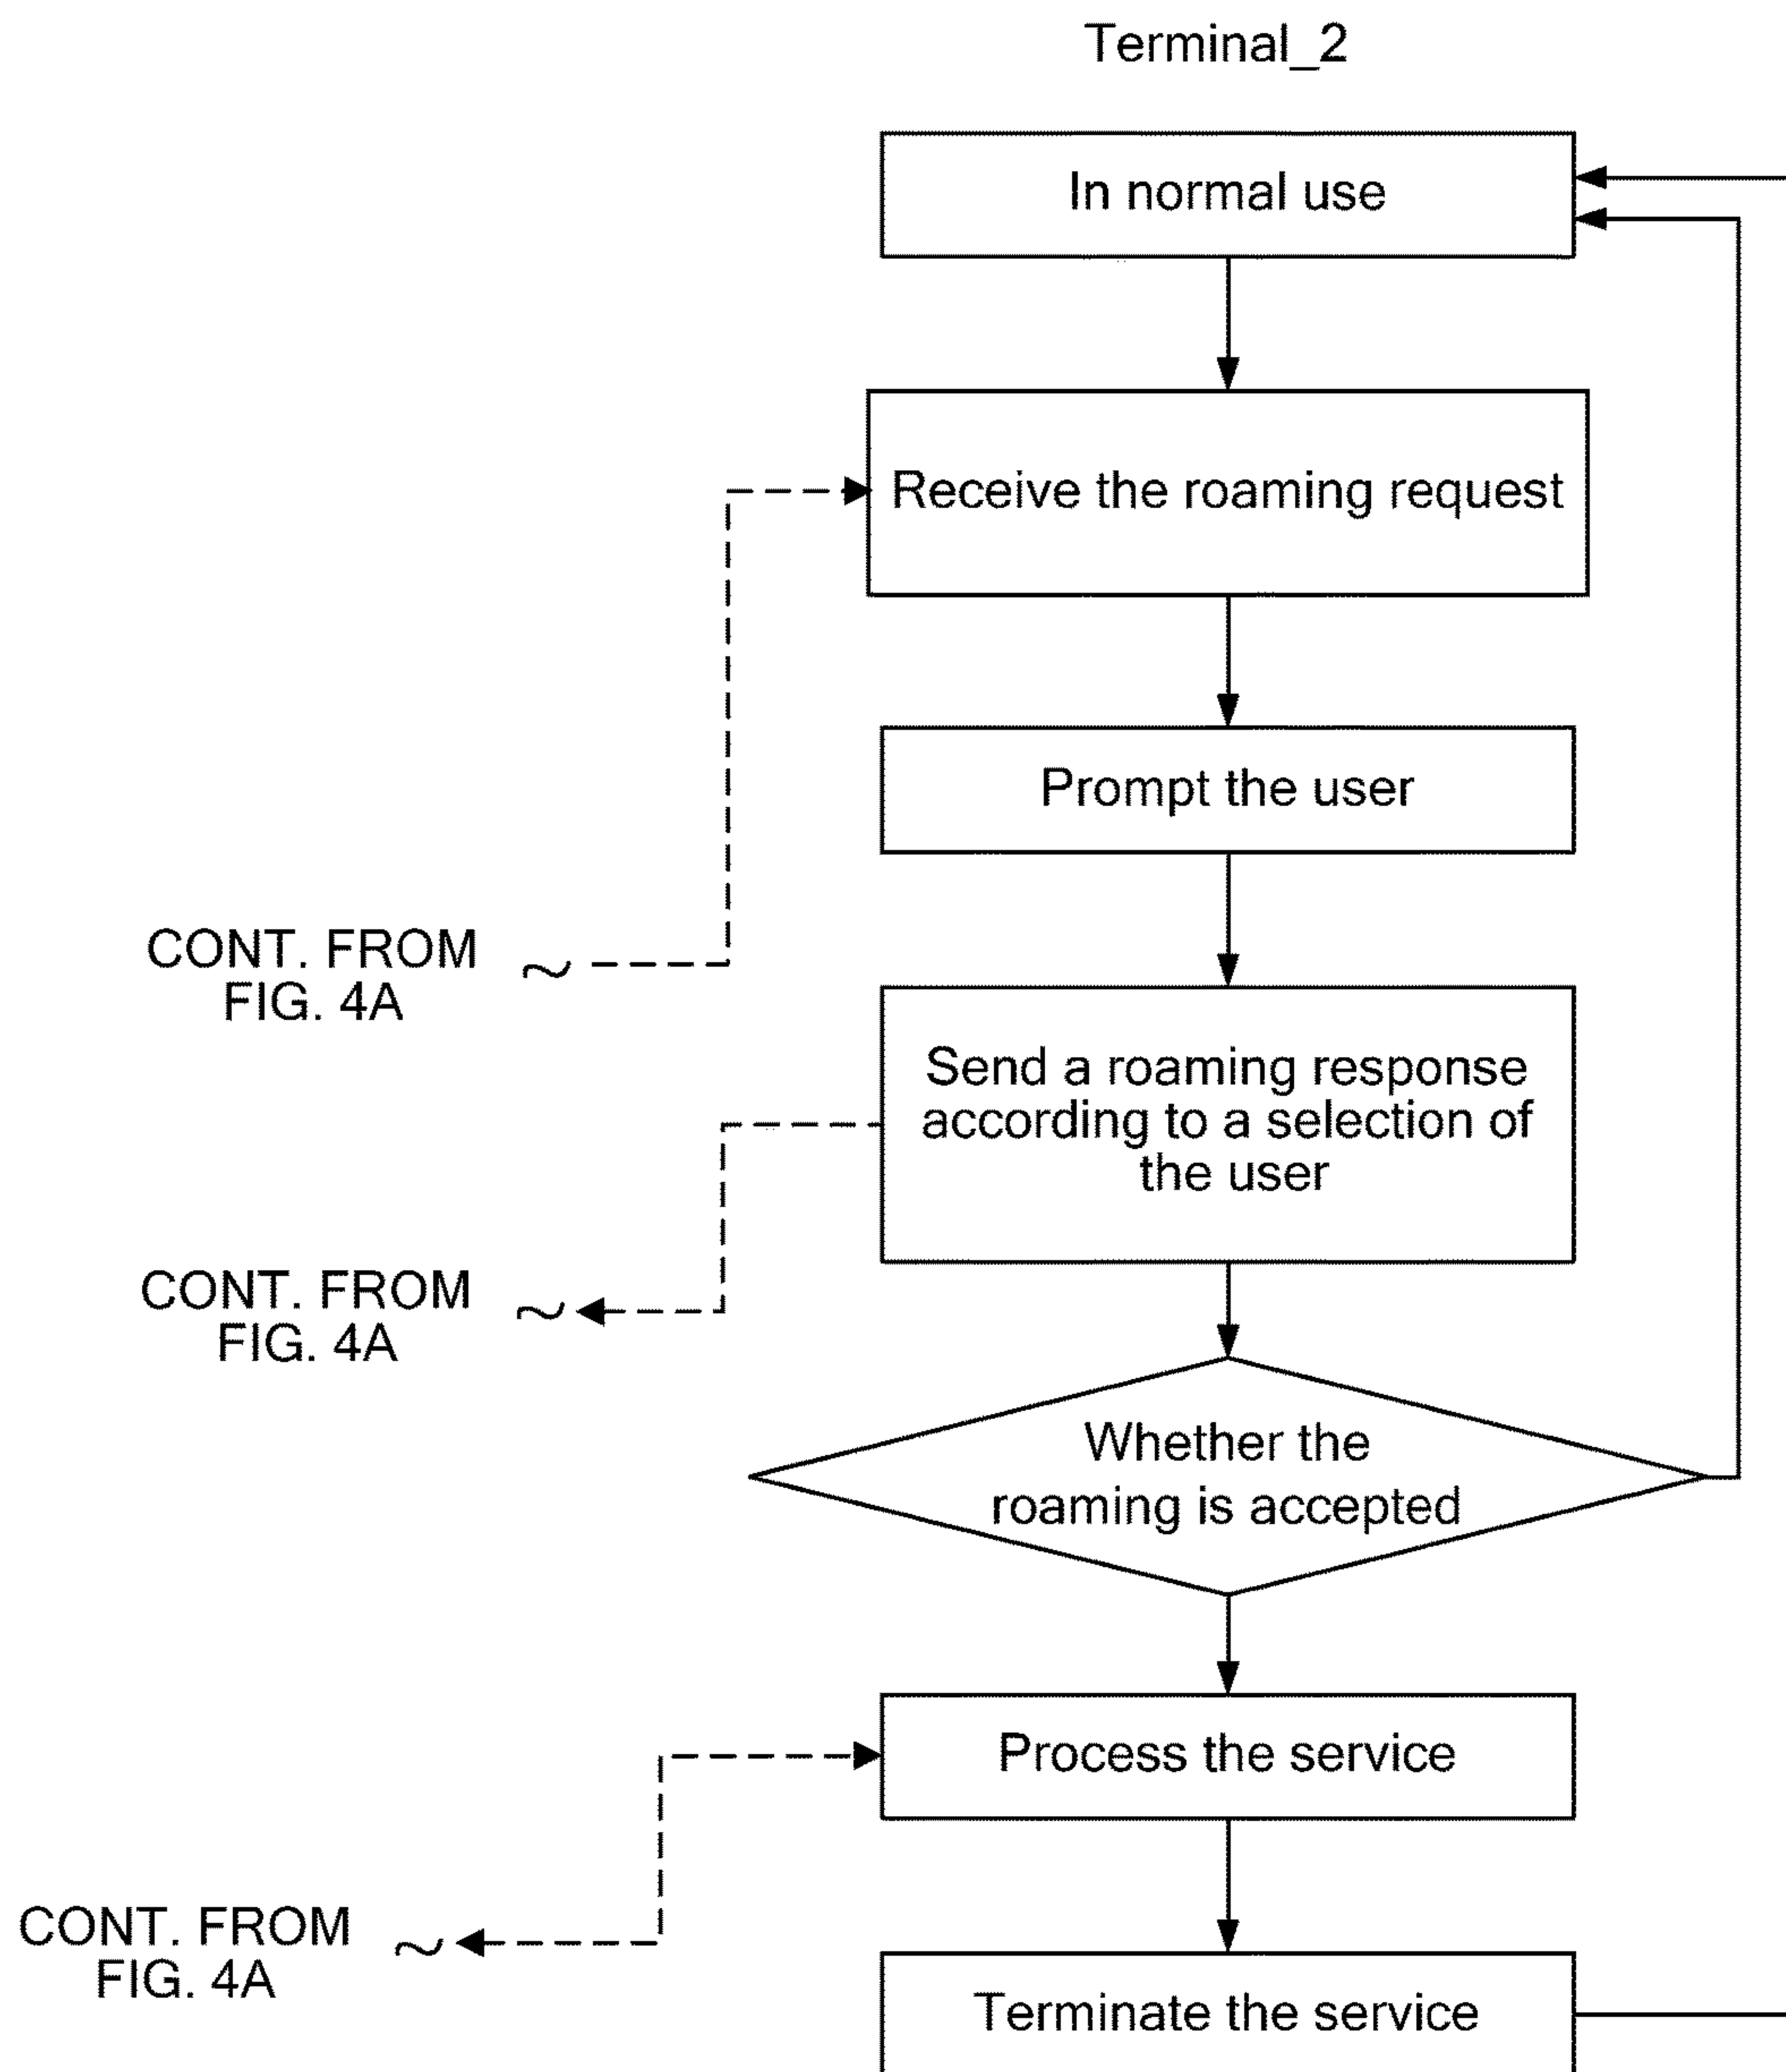 Terminal_2
In normal use
Receive the roaming request
Prompt the user
CONT. FROM
FIG. 4A
Send a roaming response
according to a selection of
the user
CONT. FROM
FIG. 4A
Whether the
roaming is accepted
Process the service
CONT. FROM
FIG. 4A
Terminate the service